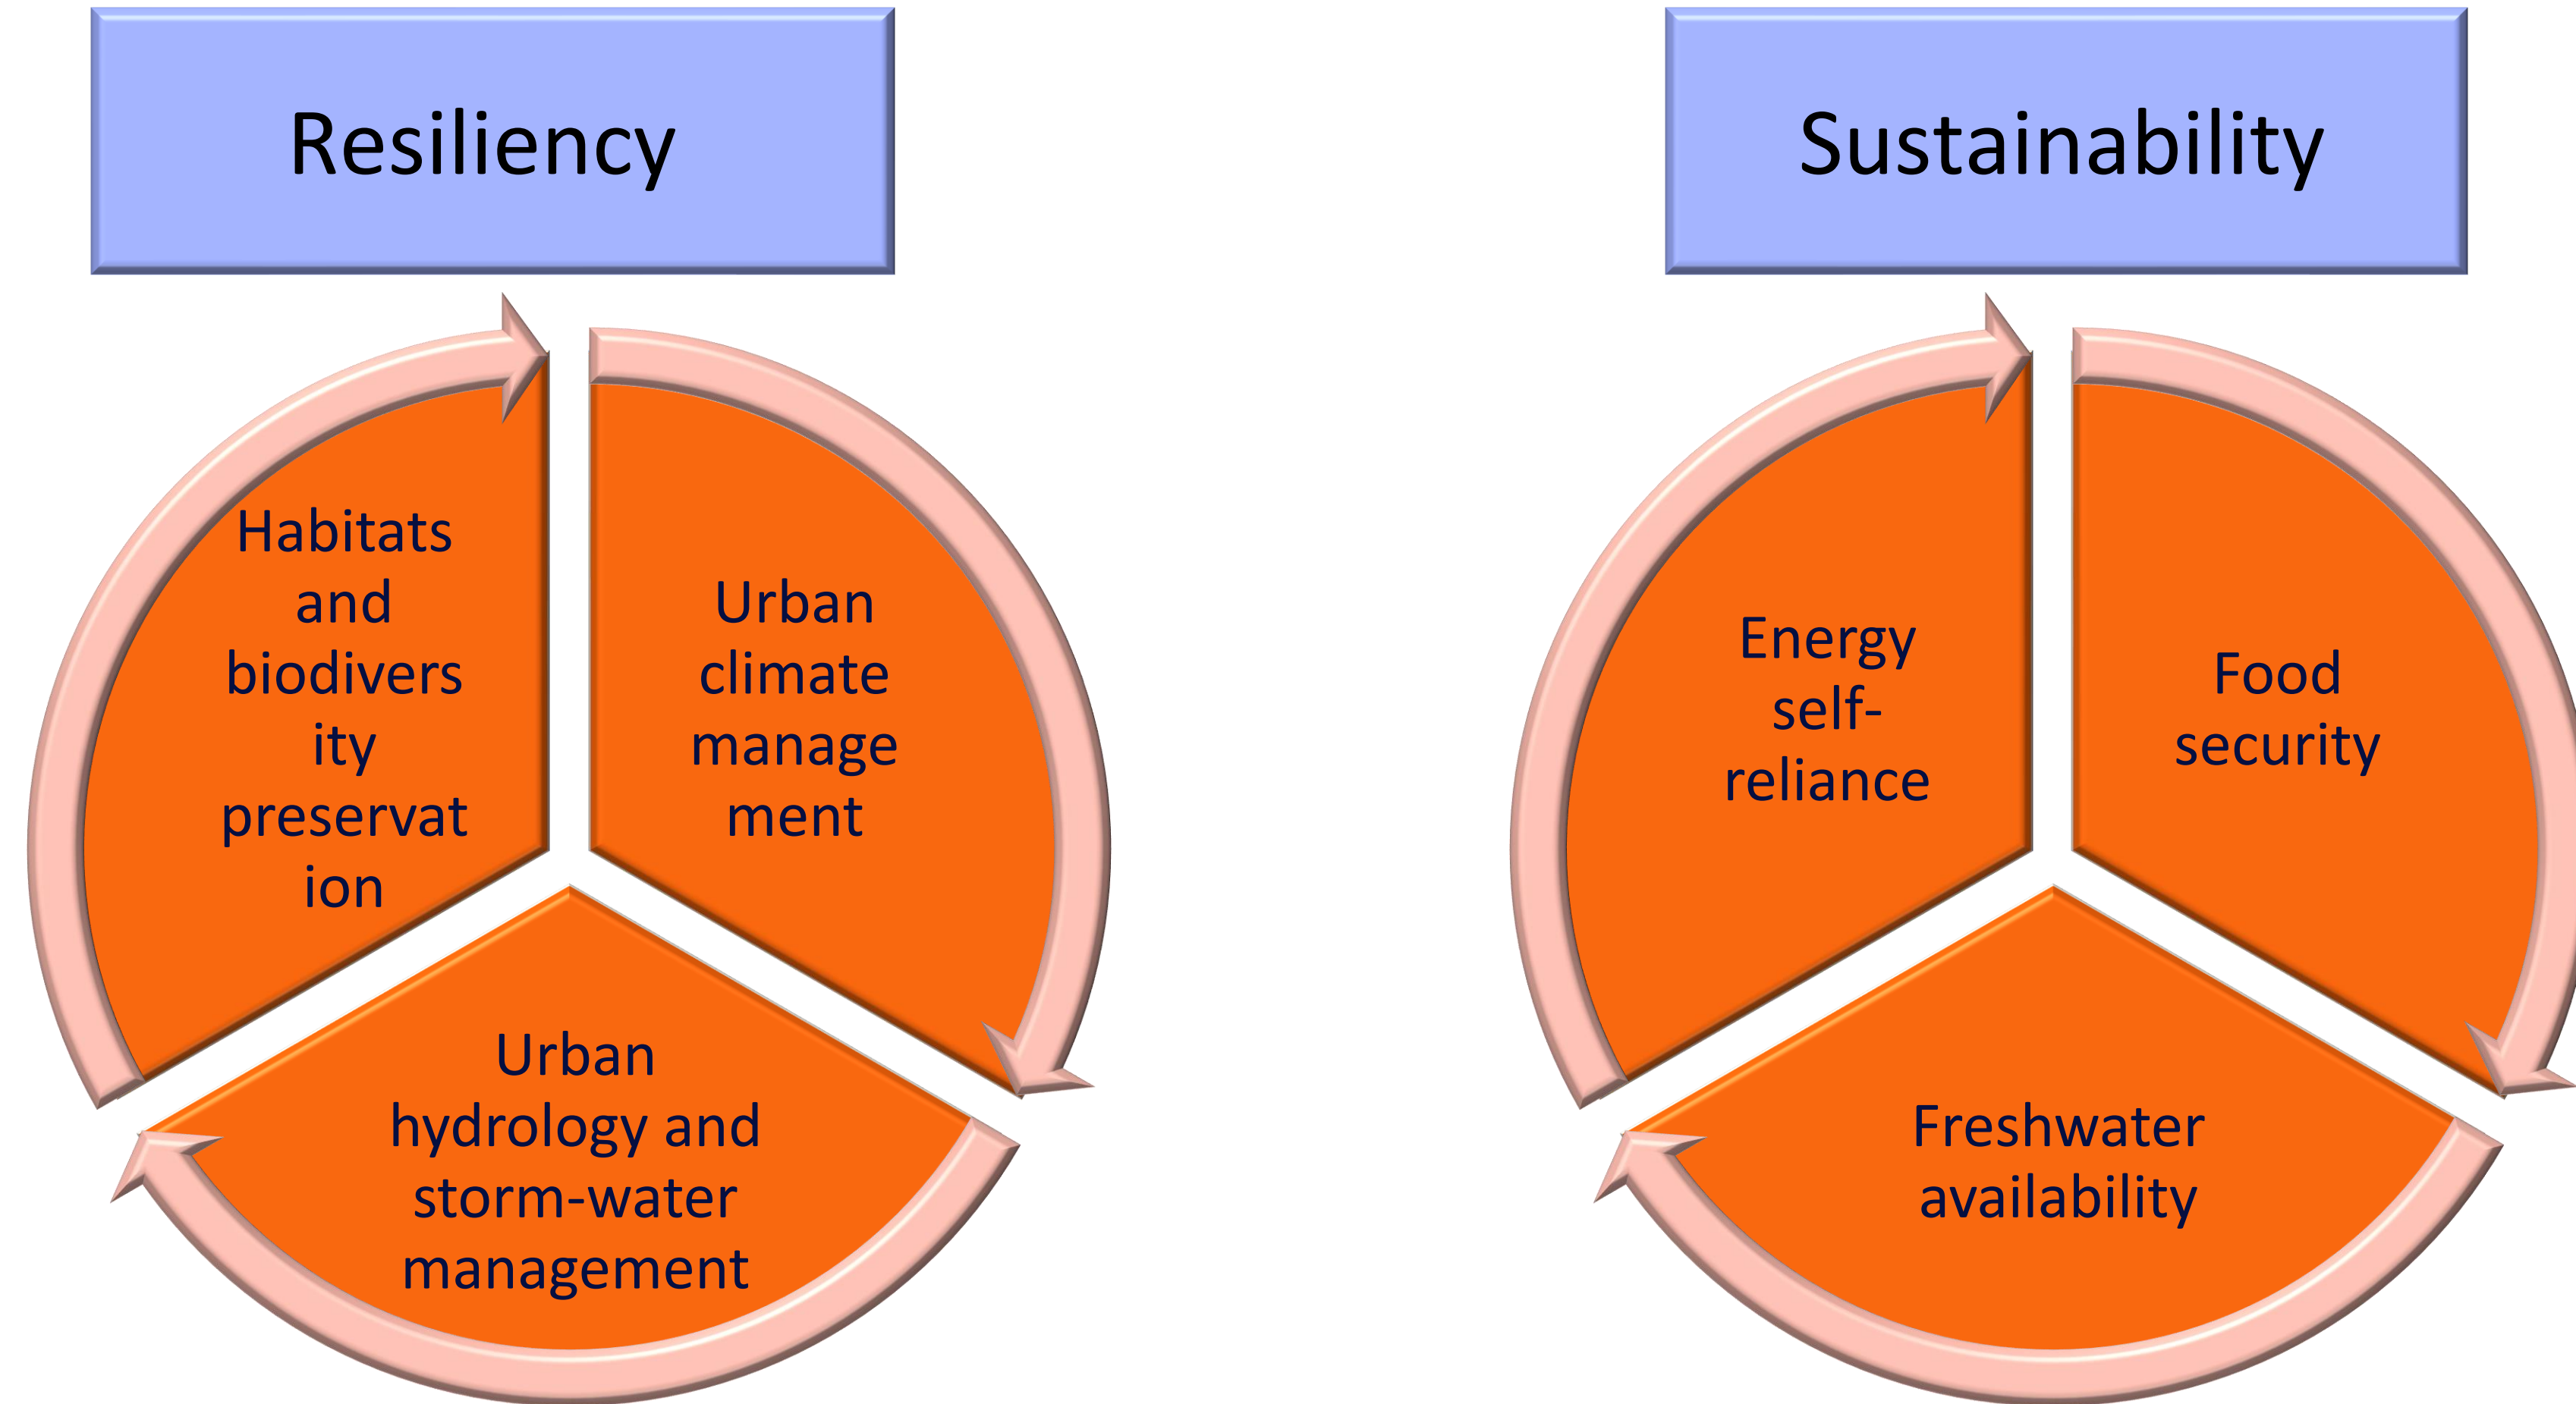 Resiliency
Habitats
and
biodivers
ity
preservat
ion
Urban
climate
manage
ment
Urban
hydrology and
storm-water
management
Sustainability
Energy
self-
reliance
Food
security
Freshwater
availability